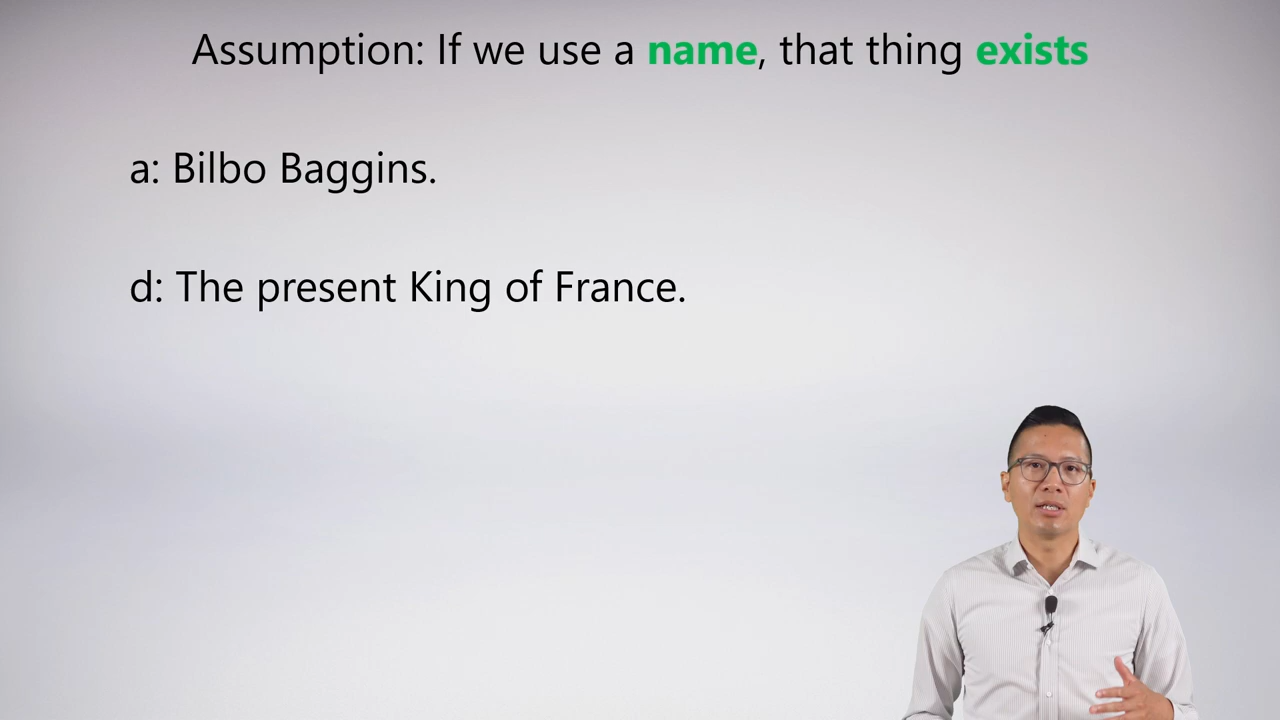 Assumption: If we use a name, that thing exists
a: Bilbo Baggins.
d: The present King of France.